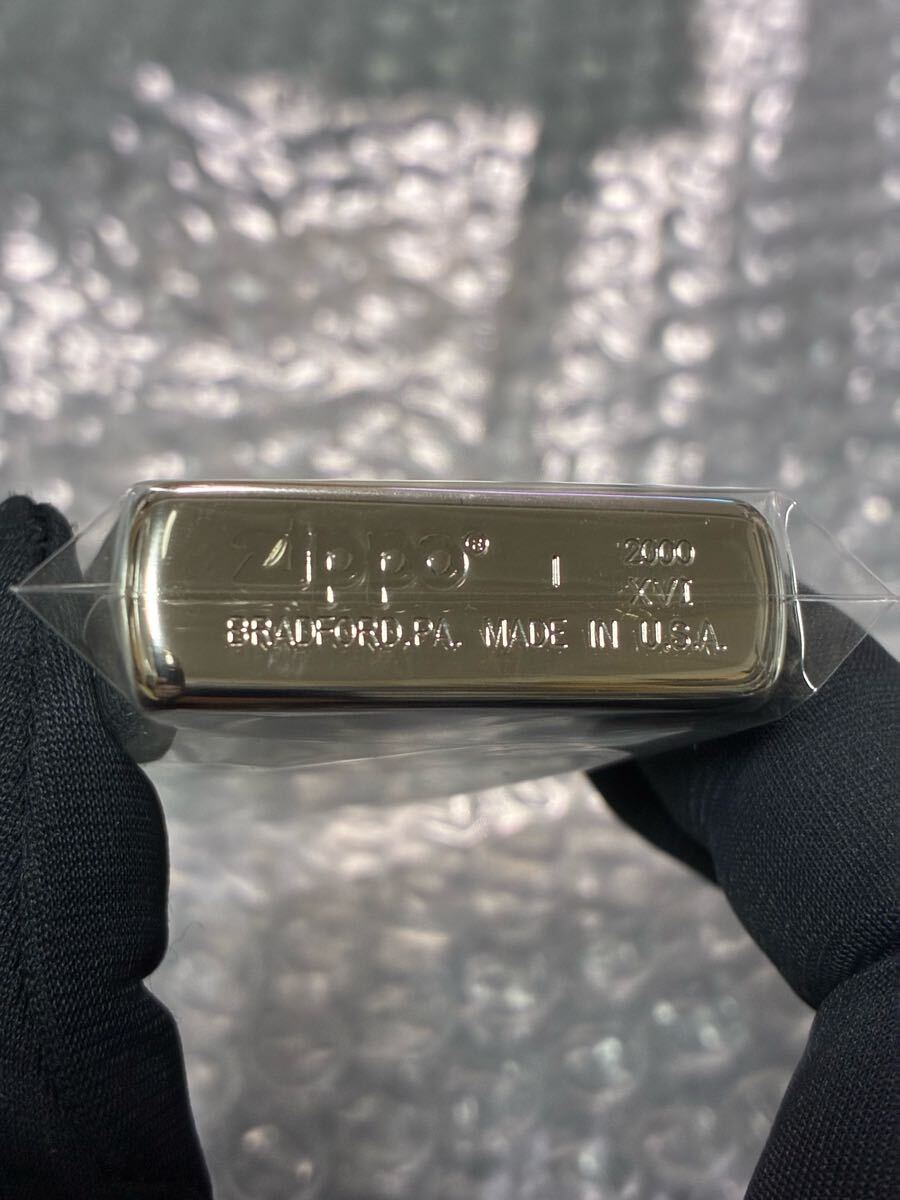 Zippo® I 2000
XVI
BRADFORD.PA. MADE IN U.S.A.